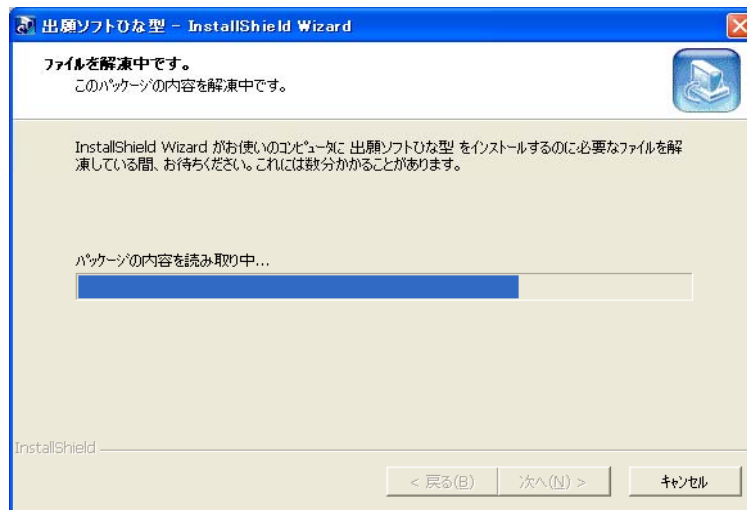 出願ソフトひな型 - InstallShield Wizard
ファイルを解凍中です。
このパッケージの内容を解凍中です。
InstallShield Wizard がお使いのコンピュータに 出願ソフトひな型 をインストールするのに必要なファイルを解
凍している間、お待ちください。これには数分かかることがあります。
パッケージの内容を読み取り中...
InstallShield
< 戻る(B) 次へ(N) > キャンセル